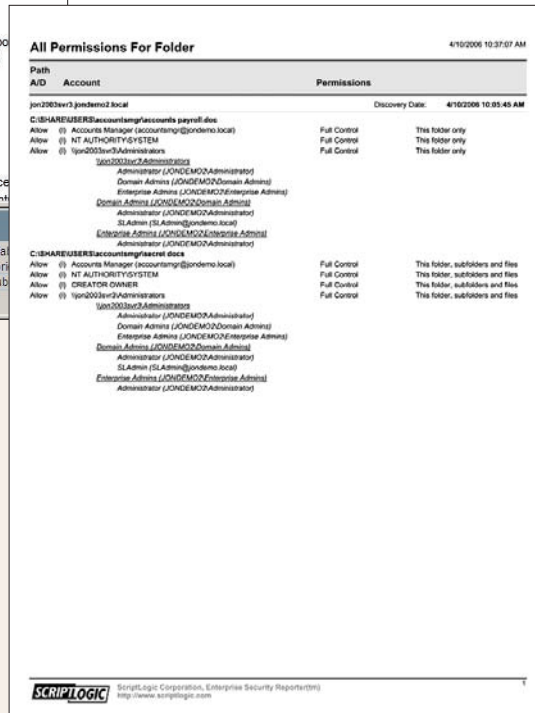 All Permissions For Folder
4/10/2006 10:37:07 AM
Path
A/D Account Permissions
jon2003svr3.jondemo2.local Discovery Date: 4/10/2006 10:05:45 AM
C:\SHARE\USERS\accountsmgr\accounts payroll.doc
Allow (I) Accounts Manager (accountsmgr@jondemo.local) Full Control This folder only
Allow (I) NT AUTHORITY\SYSTEM Full Control This folder only
Allow (I) \\jon2003svr3\Administrators Full Control This folder only
\\jon2003svr3\Administrators
Administrator (JONDEMO2\Administrator)
Domain Admins (JONDEMO2\Domain Admins)
Enterprise Admins (JONDEMO2\Enterprise Admins)
Domain Admins (JONDEMO2\Domain Admins)
Administrator (JONDEMO2\Administrator)
SLAdmin (SLAdmin@jondemo.local)
Enterprise Admins (JONDEMO2\Enterprise Admins)
Administrator (JONDEMO2\Administrator)
C:\SHARE\USERS\accountsmgr\secret docs
Allow (I) Accounts Manager (accountsmgr@jondemo.local) Full Control This folder, subfolders and files
Allow (I) NT AUTHORITY\SYSTEM Full Control This folder, subfolders and files
Allow (I) CREATOR OWNER Full Control This folder, subfolders and files
Allow (I) \\jon2003svr3\Administrators Full Control This folder, subfolders and files
\\jon2003svr3\Administrators
Administrator (JONDEMO2\Administrator)
Domain Admins (JONDEMO2\Domain Admins)
Enterprise Admins (JONDEMO2\Enterprise Admins)
Domain Admins (JONDEMO2\Domain Admins)
Administrator (JONDEMO2\Administrator)
SLAdmin (SLAdmin@jondemo.local)
Enterprise Admins (JONDEMO2\Enterprise Admins)
Administrator (JONDEMO2\Administrator)
SCRIPTLOGIC ScriptLogic Corporation, Enterprise Security Reporter(tm) 1
http://www.scriptlogic.com